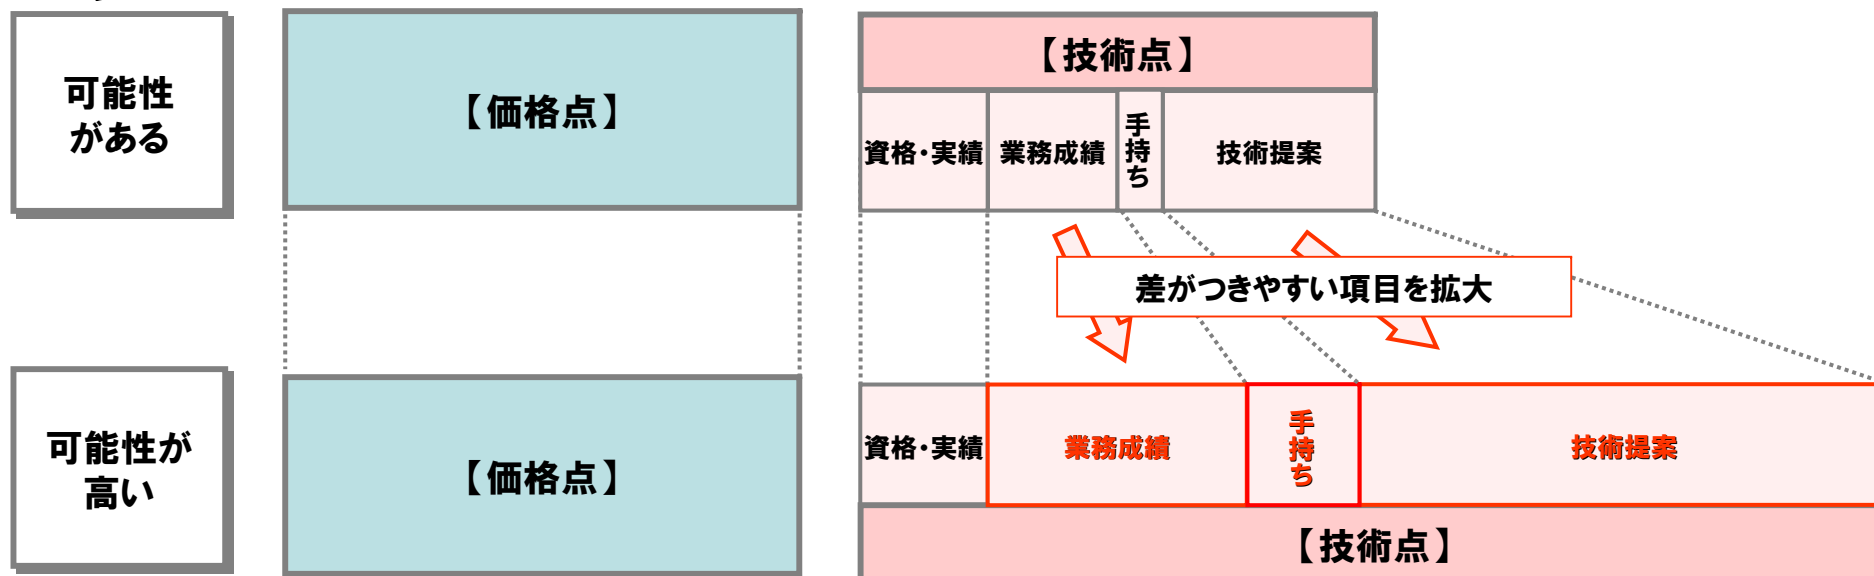 可能性
がある
【価格点】
【技術点】
資格・実績
業務成績
手持ち
技術提案
差がつきやすい項目を拡大
可能性が
高い
【価格点】
資格・実績
業務成績
手持ち
技術提案
【技術点】